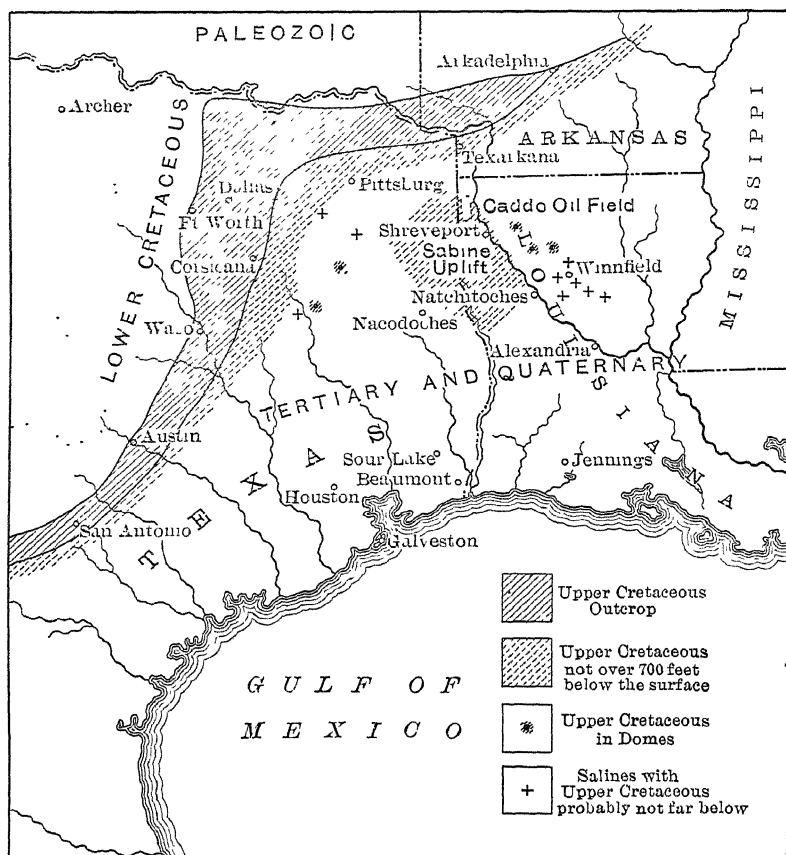 PALEOZOIC
Arkadelphia
Archer
LOWER CRETACEOUS
ARKANSAS
MISSISSIPPI
Texarkana
Dallas
Pittsburg
Ft Worth
Caddo Oil Field
Shreveport
Sabine
Uplift
Corsicana
Winnfield
Natchitoches
LOUISIANA
Waco
Nacodoches
Alexandria
TERTIARY AND QUATERNARY
Austin
TEXAS
Sour Lake
Jennings
Beaumont
Houston
San Antonio
Galveston
GULF OF
MEXICO
Upper Cretaceous
Outcrop
Upper Cretaceous
not over 700 feet
below the surface
Upper Cretaceous
in Domes
Salines with
Upper Cretaceous
probably not far below